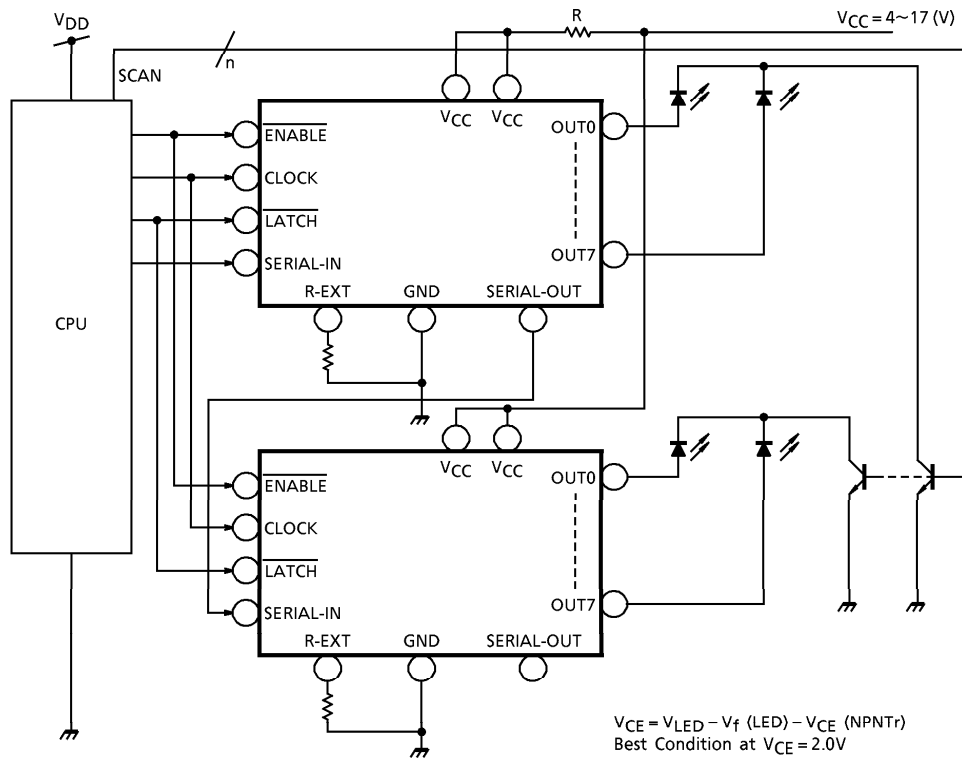 VDD
R
VCC = 4~17 (V)
n
SCAN
VCC
VCC
ENABLE
CLOCK
LATCH
SERIAL-IN
OUT0
OUT7
R-EXT
GND
SERIAL-OUT
CPU
VCC
VCC
ENABLE
CLOCK
LATCH
SERIAL-IN
OUT0
OUT7
R-EXT
GND
SERIAL-OUT
VCE = VLED – Vf (LED) – VCE (NPNTr)
Best Condition at VCE = 2.0V